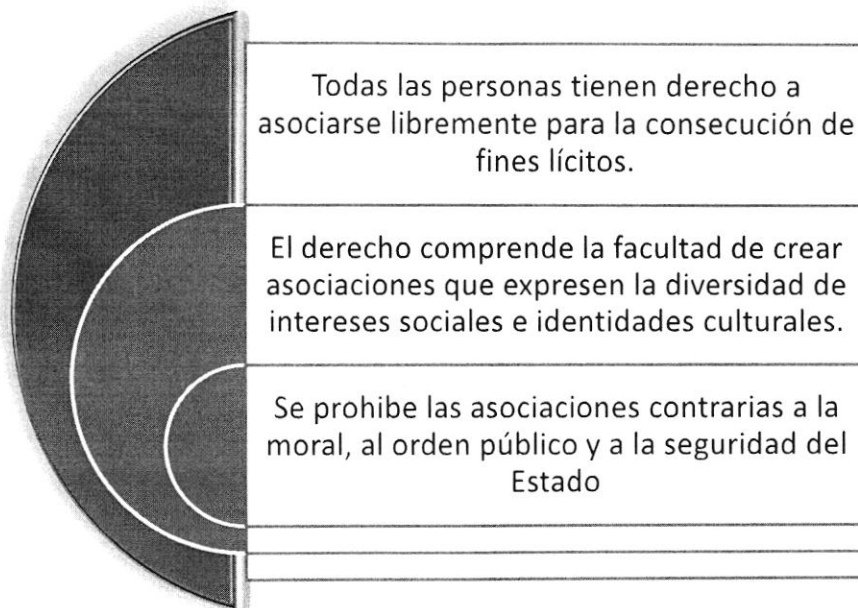 Todas las personas tienen derecho a
asociarse libremente para la consecución de
fines lícitos.
El derecho comprende la facultad de crear
asociaciones que expresen la diversidad de
intereses sociales e identidades culturales.
Se prohibe las asociaciones contrarias a la
moral, al orden público y a la seguridad del
Estado